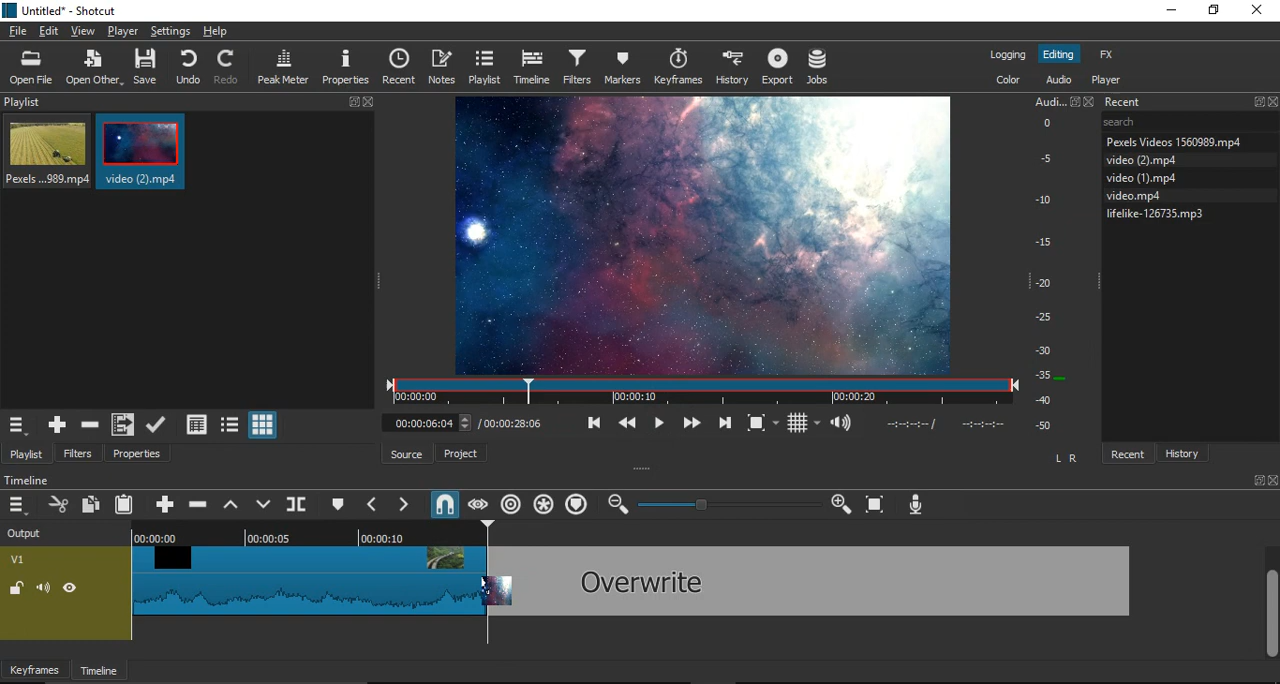 Untitled* - Shotcut
File Edit View Player Settings Help
Open File Open Other.. Save Undo Redo Peak Meter Properties Recent Notes Playlist Timeline Filters Markers Keyframes History Export Jobs
Logging Editing FX
Color Audio Player
Playlist
Pexels ...989.mp4
video (2).mp4
Audi...
0
-5
-10
-15
-20
-25
-30
-35
-40
-50
L R
Recent
search
Pexels Videos 1560989.mp4
video (2).mp4
video (1).mp4
video.mp4
lifelike-126735.mp3
00:00:00 00:00:10 00:00:20
00:00:06:04 / 00:00:28:06
--:--:--:-- / --:--:--:--
Playlist Filters Properties
Source Project
Recent History
Timeline
Output
00:00:00 00:00:05 00:00:10
V1
Overwrite
Keyframes Timeline